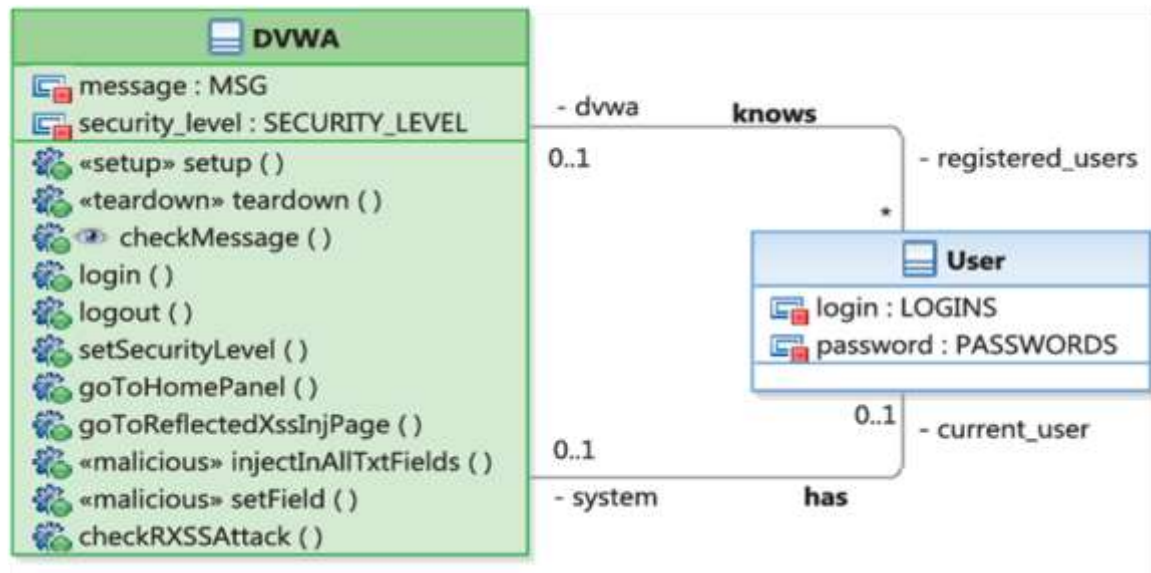 DVWA
message : MSG
security_level : SECURITY_LEVEL
«setup» setup ( )
«teardown» teardown ( )
checkMessage ( )
login ( )
logout ( )
setSecurityLevel ( )
goToHomePanel ( )
goToReflectedXssInjPage ( )
«malicious» injectInAllTxtFields ( )
«malicious» setField ( )
checkRXSSAttack ( )
- dvwa
knows
0..1
- registered_users
*
User
login : LOGINS
password : PASSWORDS
0..1
- current_user
0..1
- system
has